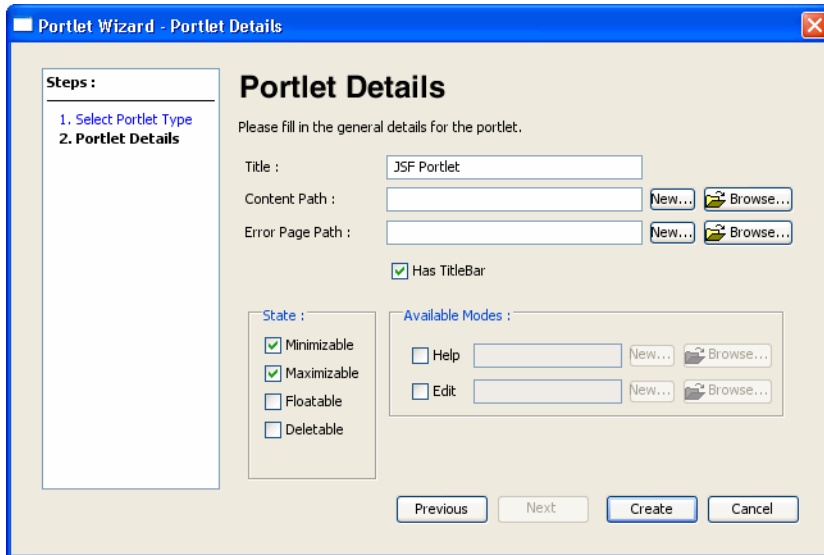 Portlet Wizard - Portlet Details
Steps :
1. Select Portlet Type
2. Portlet Details
Portlet Details
Please fill in the general details for the portlet.
Title : JSF Portlet
Content Path : New... Browse...
Error Page Path : New... Browse...
Has TitleBar
State :
Minimizable
Maximizable
Floatable
Deletable
Available Modes :
Help New... Browse...
Edit New... Browse...
Previous Next Create Cancel